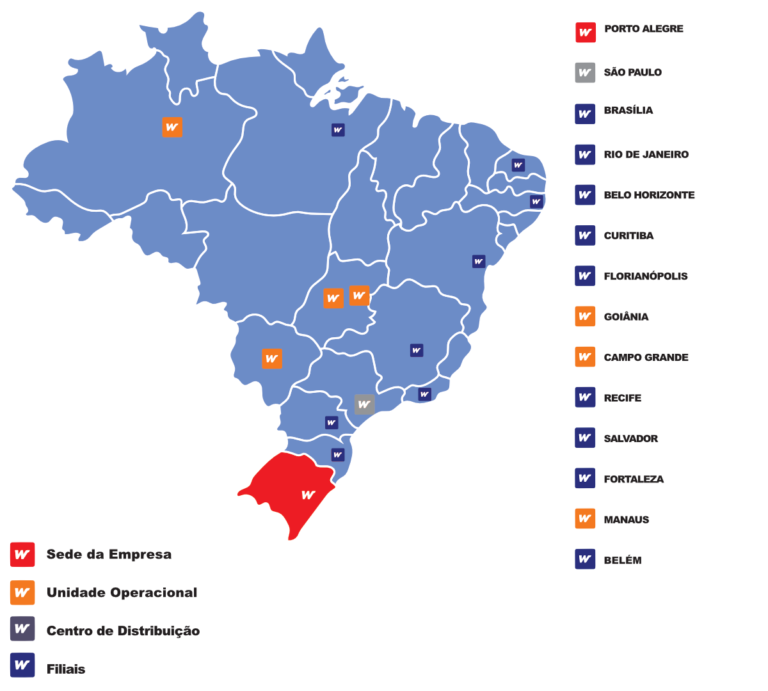 PORTO ALEGRE
SÃO PAULO
BRASÍLIA
RIO DE JANEIRO
BELO HORIZONTE
CURITIBA
FLORIANÓPOLIS
GOIÂNIA
CAMPO GRANDE
RECIFE
SALVADOR
FORTALEZA
MANAUS
BELÉM
Sede da Empresa
Unidade Operacional
Centro de Distribuição
Filiais